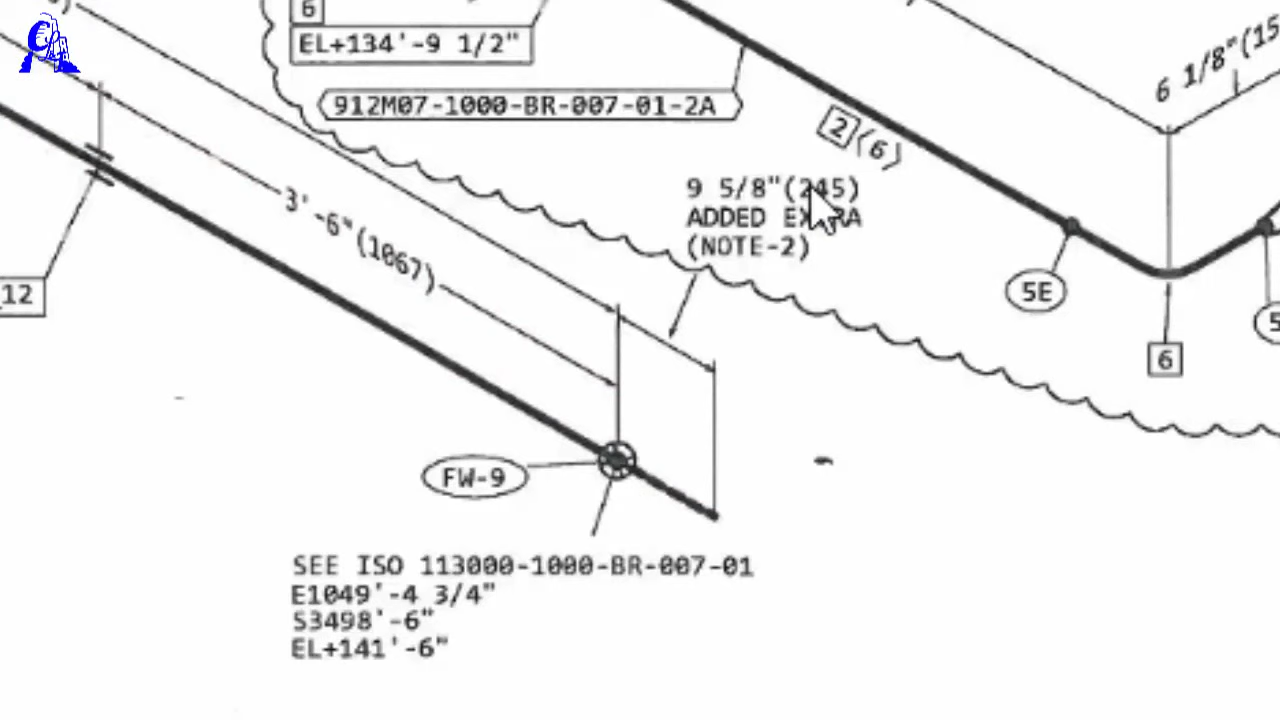 6
EL+134'-9 1/2"
912M07-1000-BR-007-01-2A
2 ⟨6⟩
6 1/8"(15
9 5/8"(245)
ADDED EXTRA
(NOTE-2)
3'-6"(1067)
12
5E
5
6
FW-9
SEE ISO 113000-1000-BR-007-01
E1049'-4 3/4"
S3498'-6"
EL+141'-6"